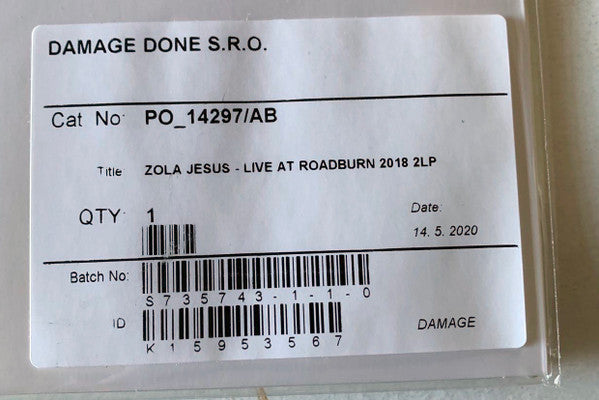 DAMAGE DONE S.R.O.
Cat No: PO_14297/AB
Title ZOLA JESUS - LIVE AT ROADBURN 2018 2LP
QTY: 1
Date:
14. 5. 2020
Batch No:
S735743-1-1-0
ID
K15953567
DAMAGE